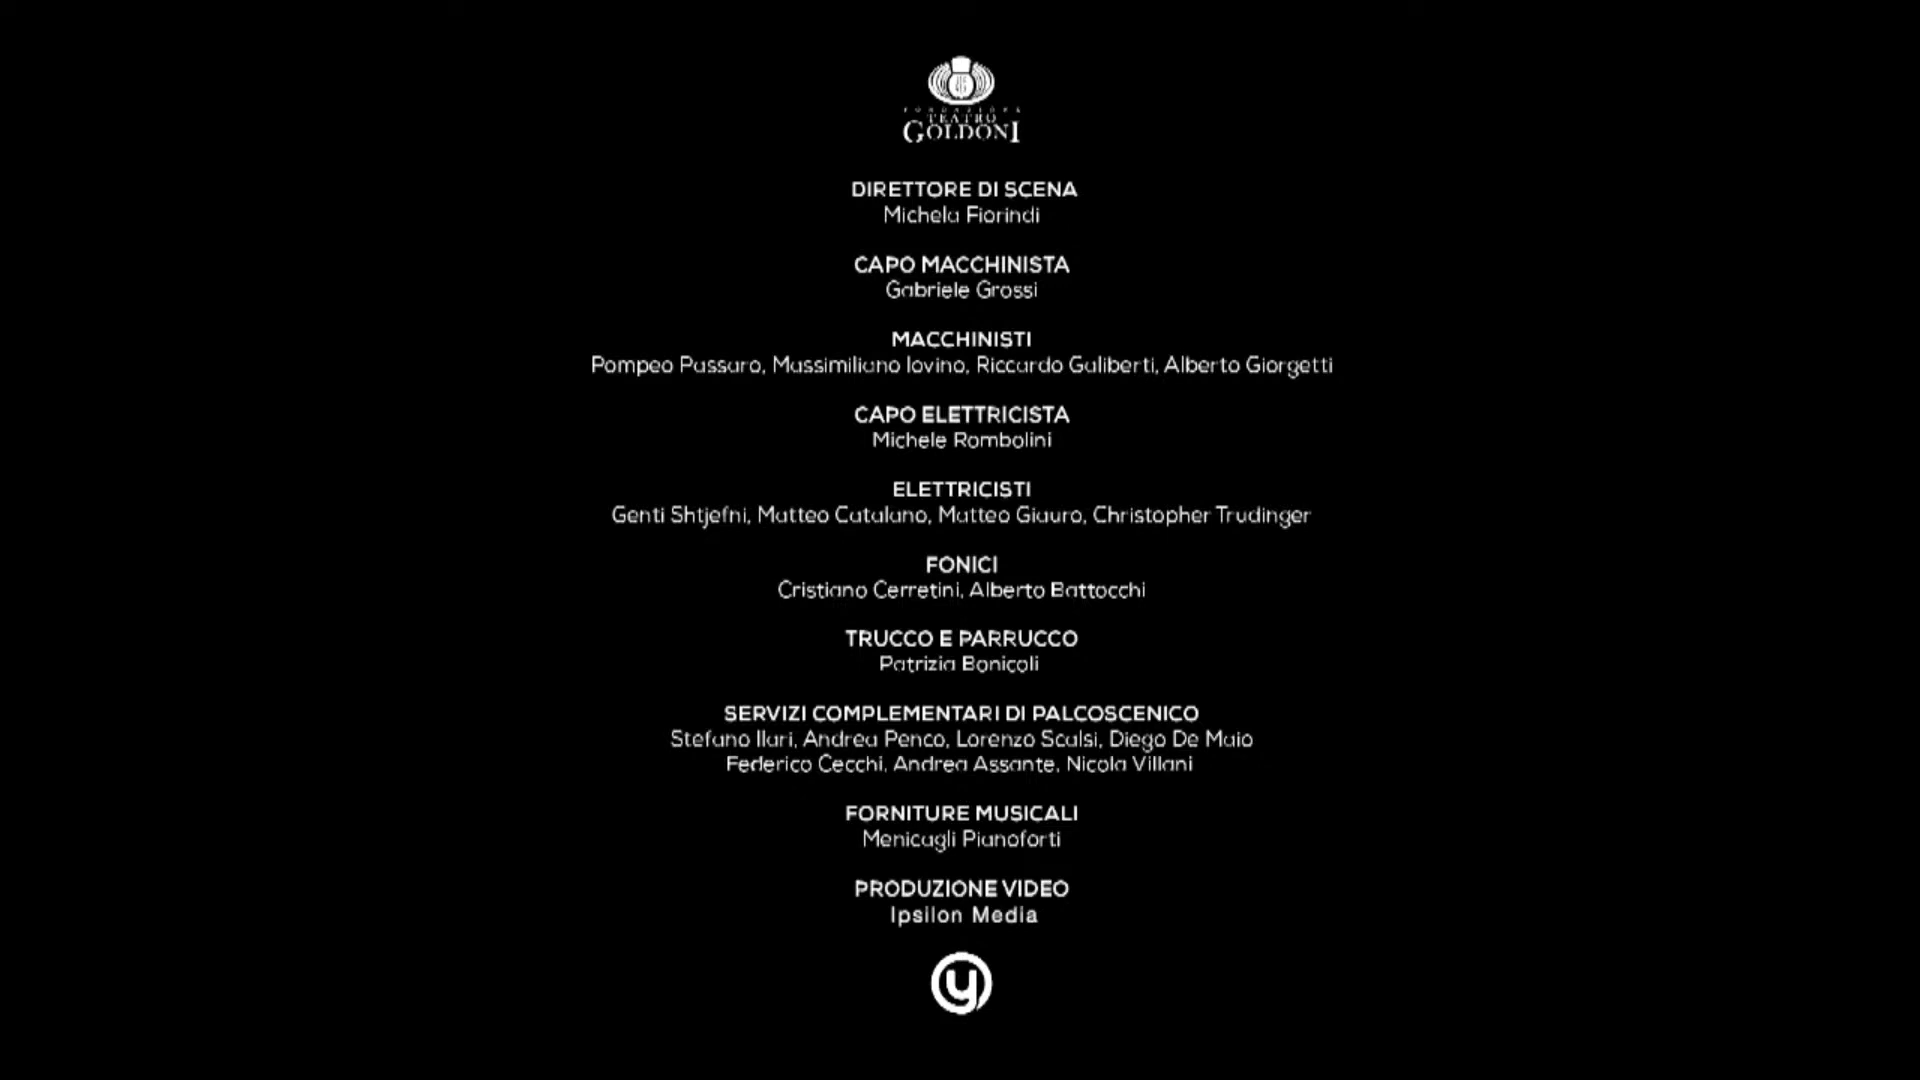 FONDAZIONE
TEATRO
GOLDONI
DIRETTORE DI SCENA
Michela Fiorindi
CAPO MACCHINISTA
Gabriele Grossi
MACCHINISTI
Pompeo Passaro, Massimiliano Iovino, Riccardo Galiberti, Alberto Giorgetti
CAPO ELETTRICISTA
Michele Rombolini
ELETTRICISTI
Genti Shtjefni, Matteo Catalano, Matteo Giauro, Christopher Trudinger
FONICI
Cristiano Cerretini, Alberto Battocchi
TRUCCO E PARRUCCO
Patrizia Bonicoli
SERVIZI COMPLEMENTARI DI PALCOSCENICO
Stefano Ilari, Andrea Penco, Lorenzo Scalsi, Diego De Maio
Federico Cecchi, Andrea Assante, Nicola Villani
FORNITURE MUSICALI
Menicagli Pianoforti
PRODUZIONE VIDEO
Ipsilon Media
y